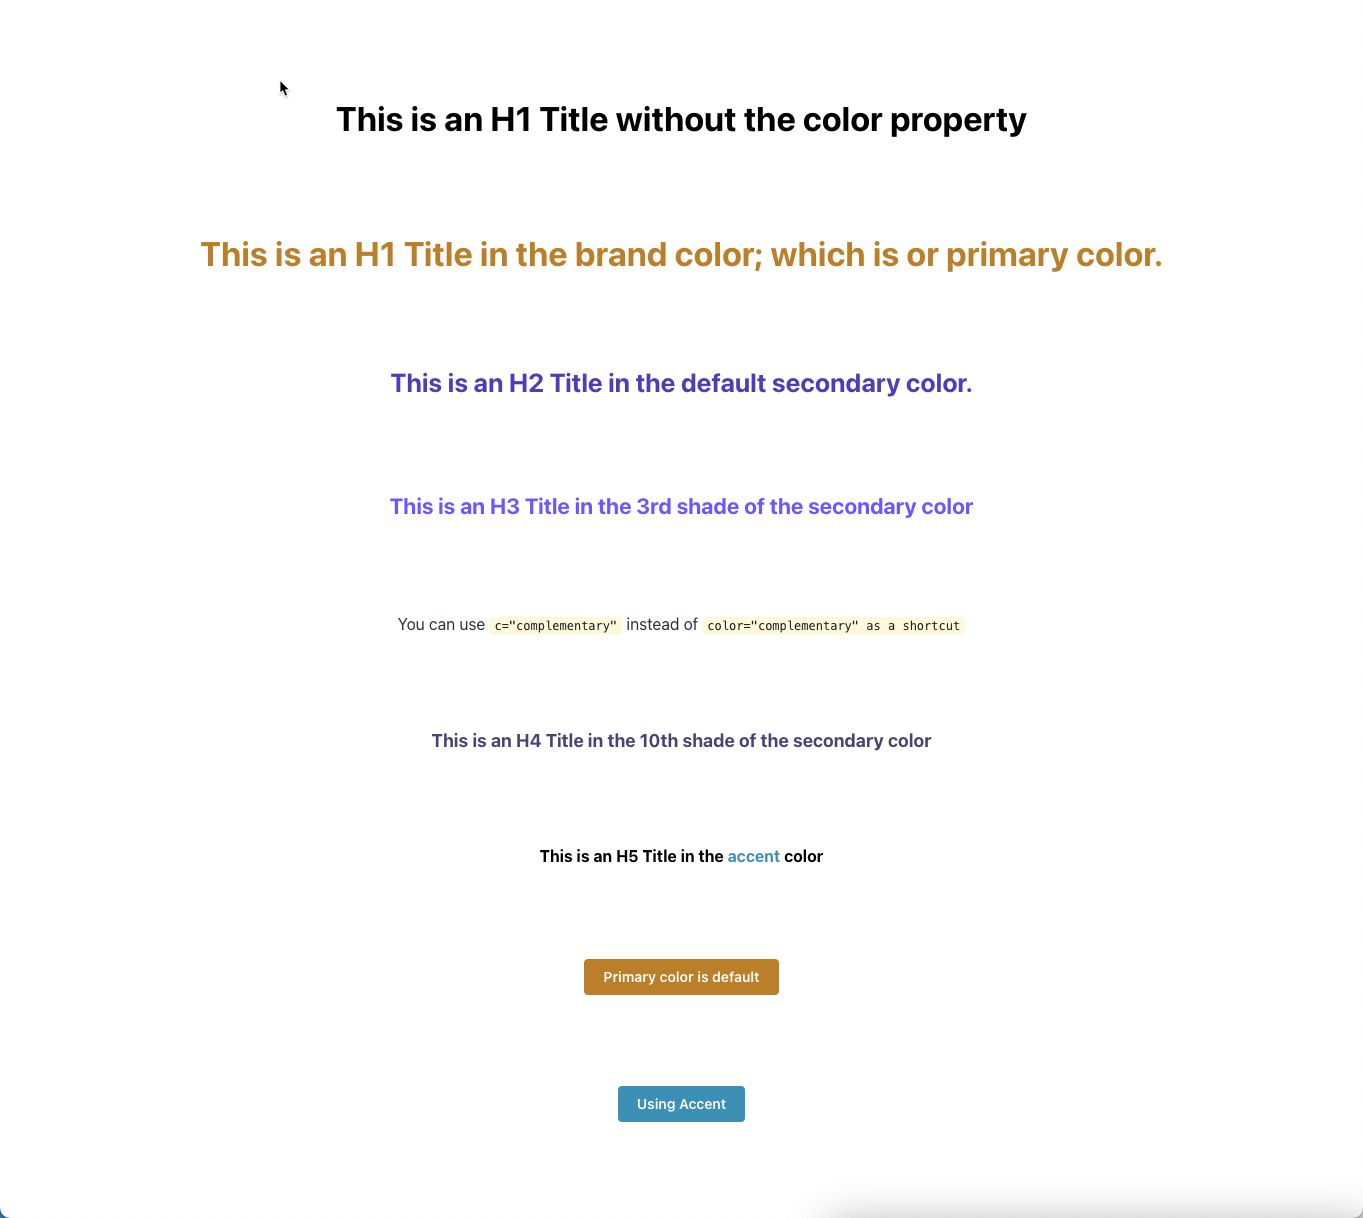 This is an H1 Title without the color property
This is an H1 Title in the brand color; which is or primary color.
This is an H2 Title in the default secondary color.
This is an H3 Title in the 3rd shade of the secondary color
You can use c="complementary" instead of color="complementary" as a shortcut
This is an H4 Title in the 10th shade of the secondary color
This is an H5 Title in the accent color
Primary color is default
Using Accent